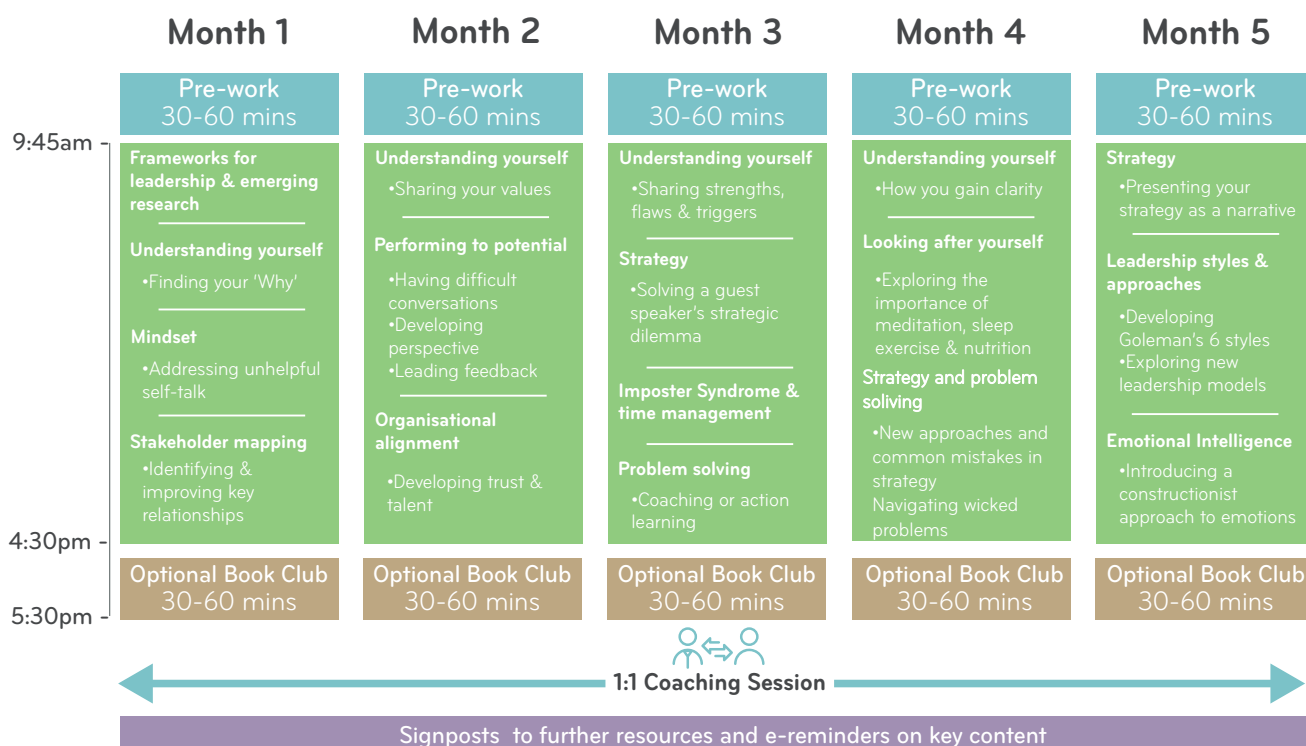 Month 1
Month 2
Month 3
Month 4
Month 5
Pre-work
30-60 mins
Pre-work
30-60 mins
Pre-work
30-60 mins
Pre-work
30-60 mins
Pre-work
30-60 mins
9:45am -
Frameworks for
leadership & emerging
research
Understanding yourself
•Finding your 'Why'
Mindset
•Addressing unhelpful
self-talk
Stakeholder mapping
•Identifying &
improving key
relationships
Understanding yourself
•Sharing your values
Performing to potential
•Having difficult
conversations
•Developing
perspective
•Leading feedback
Organisational
alignment
•Developing trust &
talent
Understanding yourself
•Sharing strengths,
flaws & triggers
Strategy
•Solving a guest
speaker's strategic
dilemma
Imposter Syndrome &
time management
Problem solving
•Coaching or action
learning
Understanding yourself
•How you gain clarity
Looking after yourself
•Exploring the
importance of
meditation, sleep
exercise & nutrition
Strategy and problem
soliving
•New approaches and
common mistakes in
strategy
Navigating wicked
problems
Strategy
•Presenting your
strategy as a narrative
Leadership styles &
approaches
•Developing
Goleman's 6 styles
•Exploring new
leadership models
Emotional Intelligence
•Introducing a
constructionist
approach to emotions
4:30pm -
Optional Book Club
30-60 mins
Optional Book Club
30-60 mins
Optional Book Club
30-60 mins
Optional Book Club
30-60 mins
Optional Book Club
30-60 mins
5:30pm -
1:1 Coaching Session
Signposts to further resources and e-reminders on key content